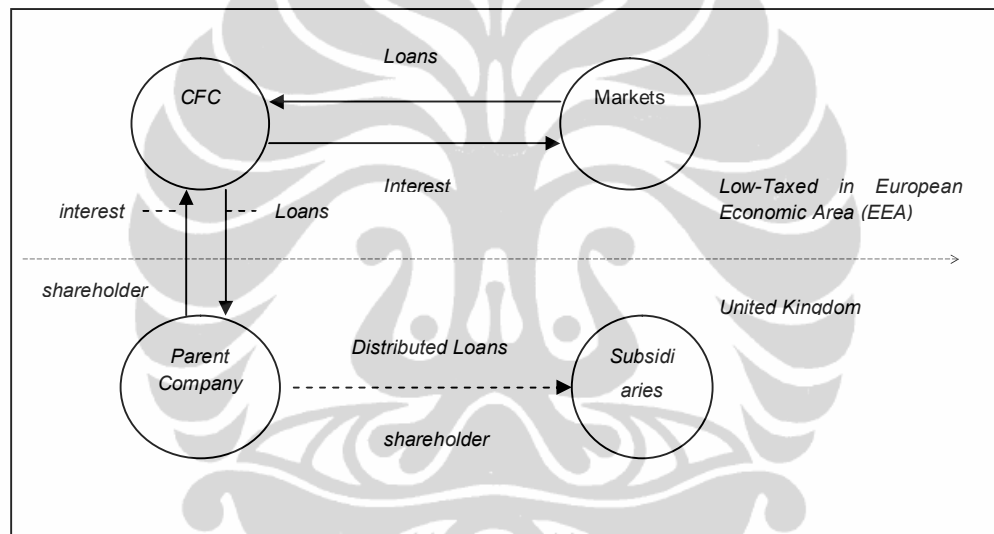 Loans
CFC
Markets
Interest
Low-Taxed in European
Economic Area (EEA)
interest
Loans
shareholder
United Kingdom
Parent
Company
Distributed Loans
Subsidi
aries
shareholder